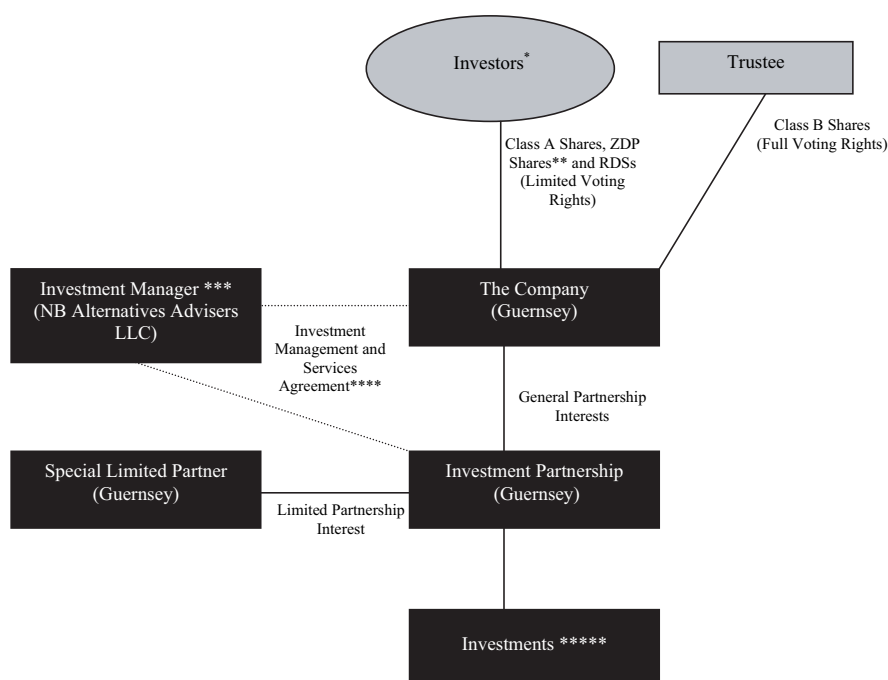 Investors*
Trustee
Class A Shares, ZDP
Shares** and RDSs
(Limited Voting
Rights)
Class B Shares
(Full Voting Rights)
Investment Manager ***
(NB Alternatives Advisers
LLC)
The Company
(Guernsey)
Investment
Management and
Services
Agreement****
General Partnership
Interests
Special Limited Partner
(Guernsey)
Investment Partnership
(Guernsey)
Limited Partnership
Interest
Investments *****